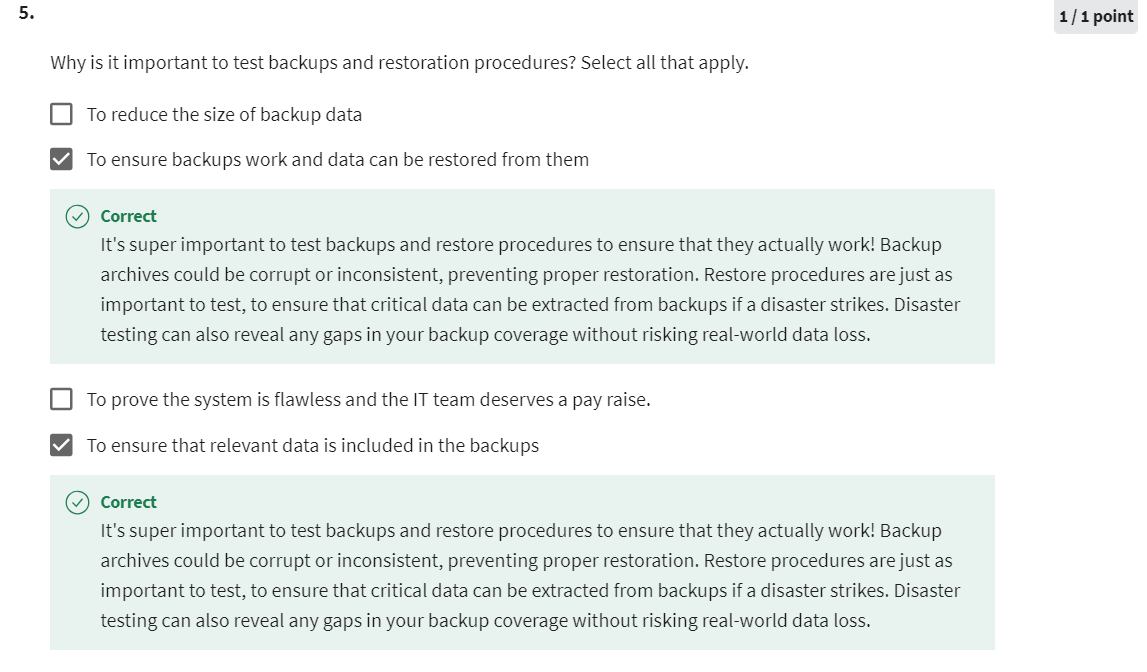 5.
1 / 1 point
Why is it important to test backups and restoration procedures? Select all that apply.
To reduce the size of backup data
To ensure backups work and data can be restored from them
Correct
It's super important to test backups and restore procedures to ensure that they actually work! Backup
archives could be corrupt or inconsistent, preventing proper restoration. Restore procedures are just as
important to test, to ensure that critical data can be extracted from backups if a disaster strikes. Disaster
testing can also reveal any gaps in your backup coverage without risking real-world data loss.
To prove the system is flawless and the IT team deserves a pay raise.
To ensure that relevant data is included in the backups
Correct
It's super important to test backups and restore procedures to ensure that they actually work! Backup
archives could be corrupt or inconsistent, preventing proper restoration. Restore procedures are just as
important to test, to ensure that critical data can be extracted from backups if a disaster strikes. Disaster
testing can also reveal any gaps in your backup coverage without risking real-world data loss.